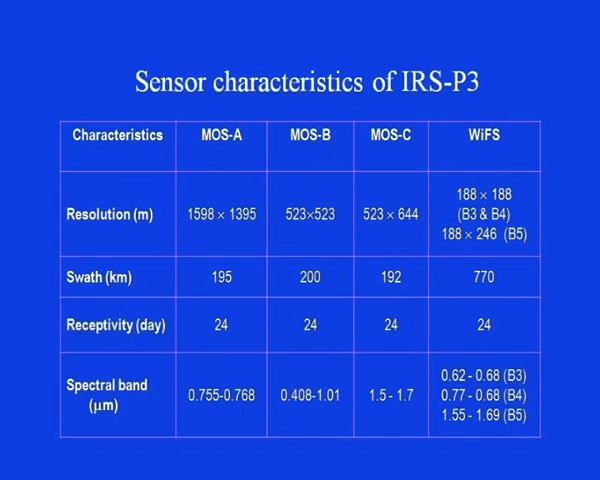 Sensor characteristics of IRS-P3
Characteristics MOS-A MOS-B MOS-C WiFS
Resolution (m) 1598 × 1395 523×523 523 × 644 188 × 188
(B3 & B4)
188 × 246 (B5)
Swath (km) 195 200 192 770
Receptivity (day) 24 24 24 24
Spectral band
(µm) 0.755-0.768 0.408-1.01 1.5 - 1.7 0.62 - 0.68 (B3)
0.77 - 0.68 (B4)
1.55 - 1.69 (B5)